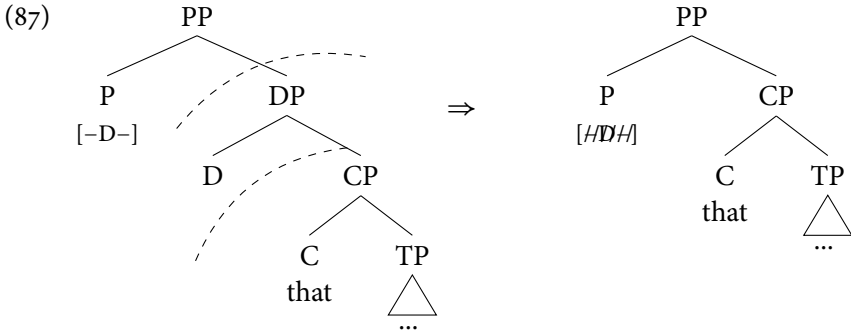 (87) PP PP
P DP ⇒ P CP
[–D–] [–D–]
D CP C TP
that
C TP ...
that
...